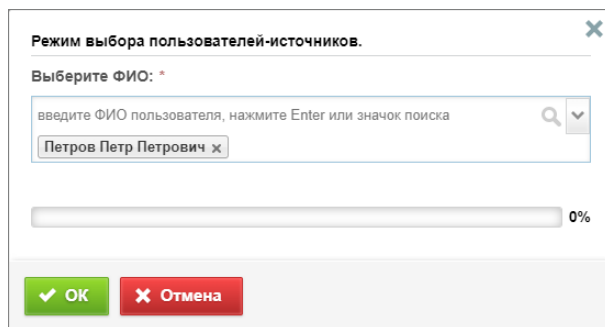 Режим выбора пользователей-источников.
Выберите ФИО: *
введите ФИО пользователя, нажмите Enter или значок поиска
Петров Петр Петрович
0%
ОК
Отмена